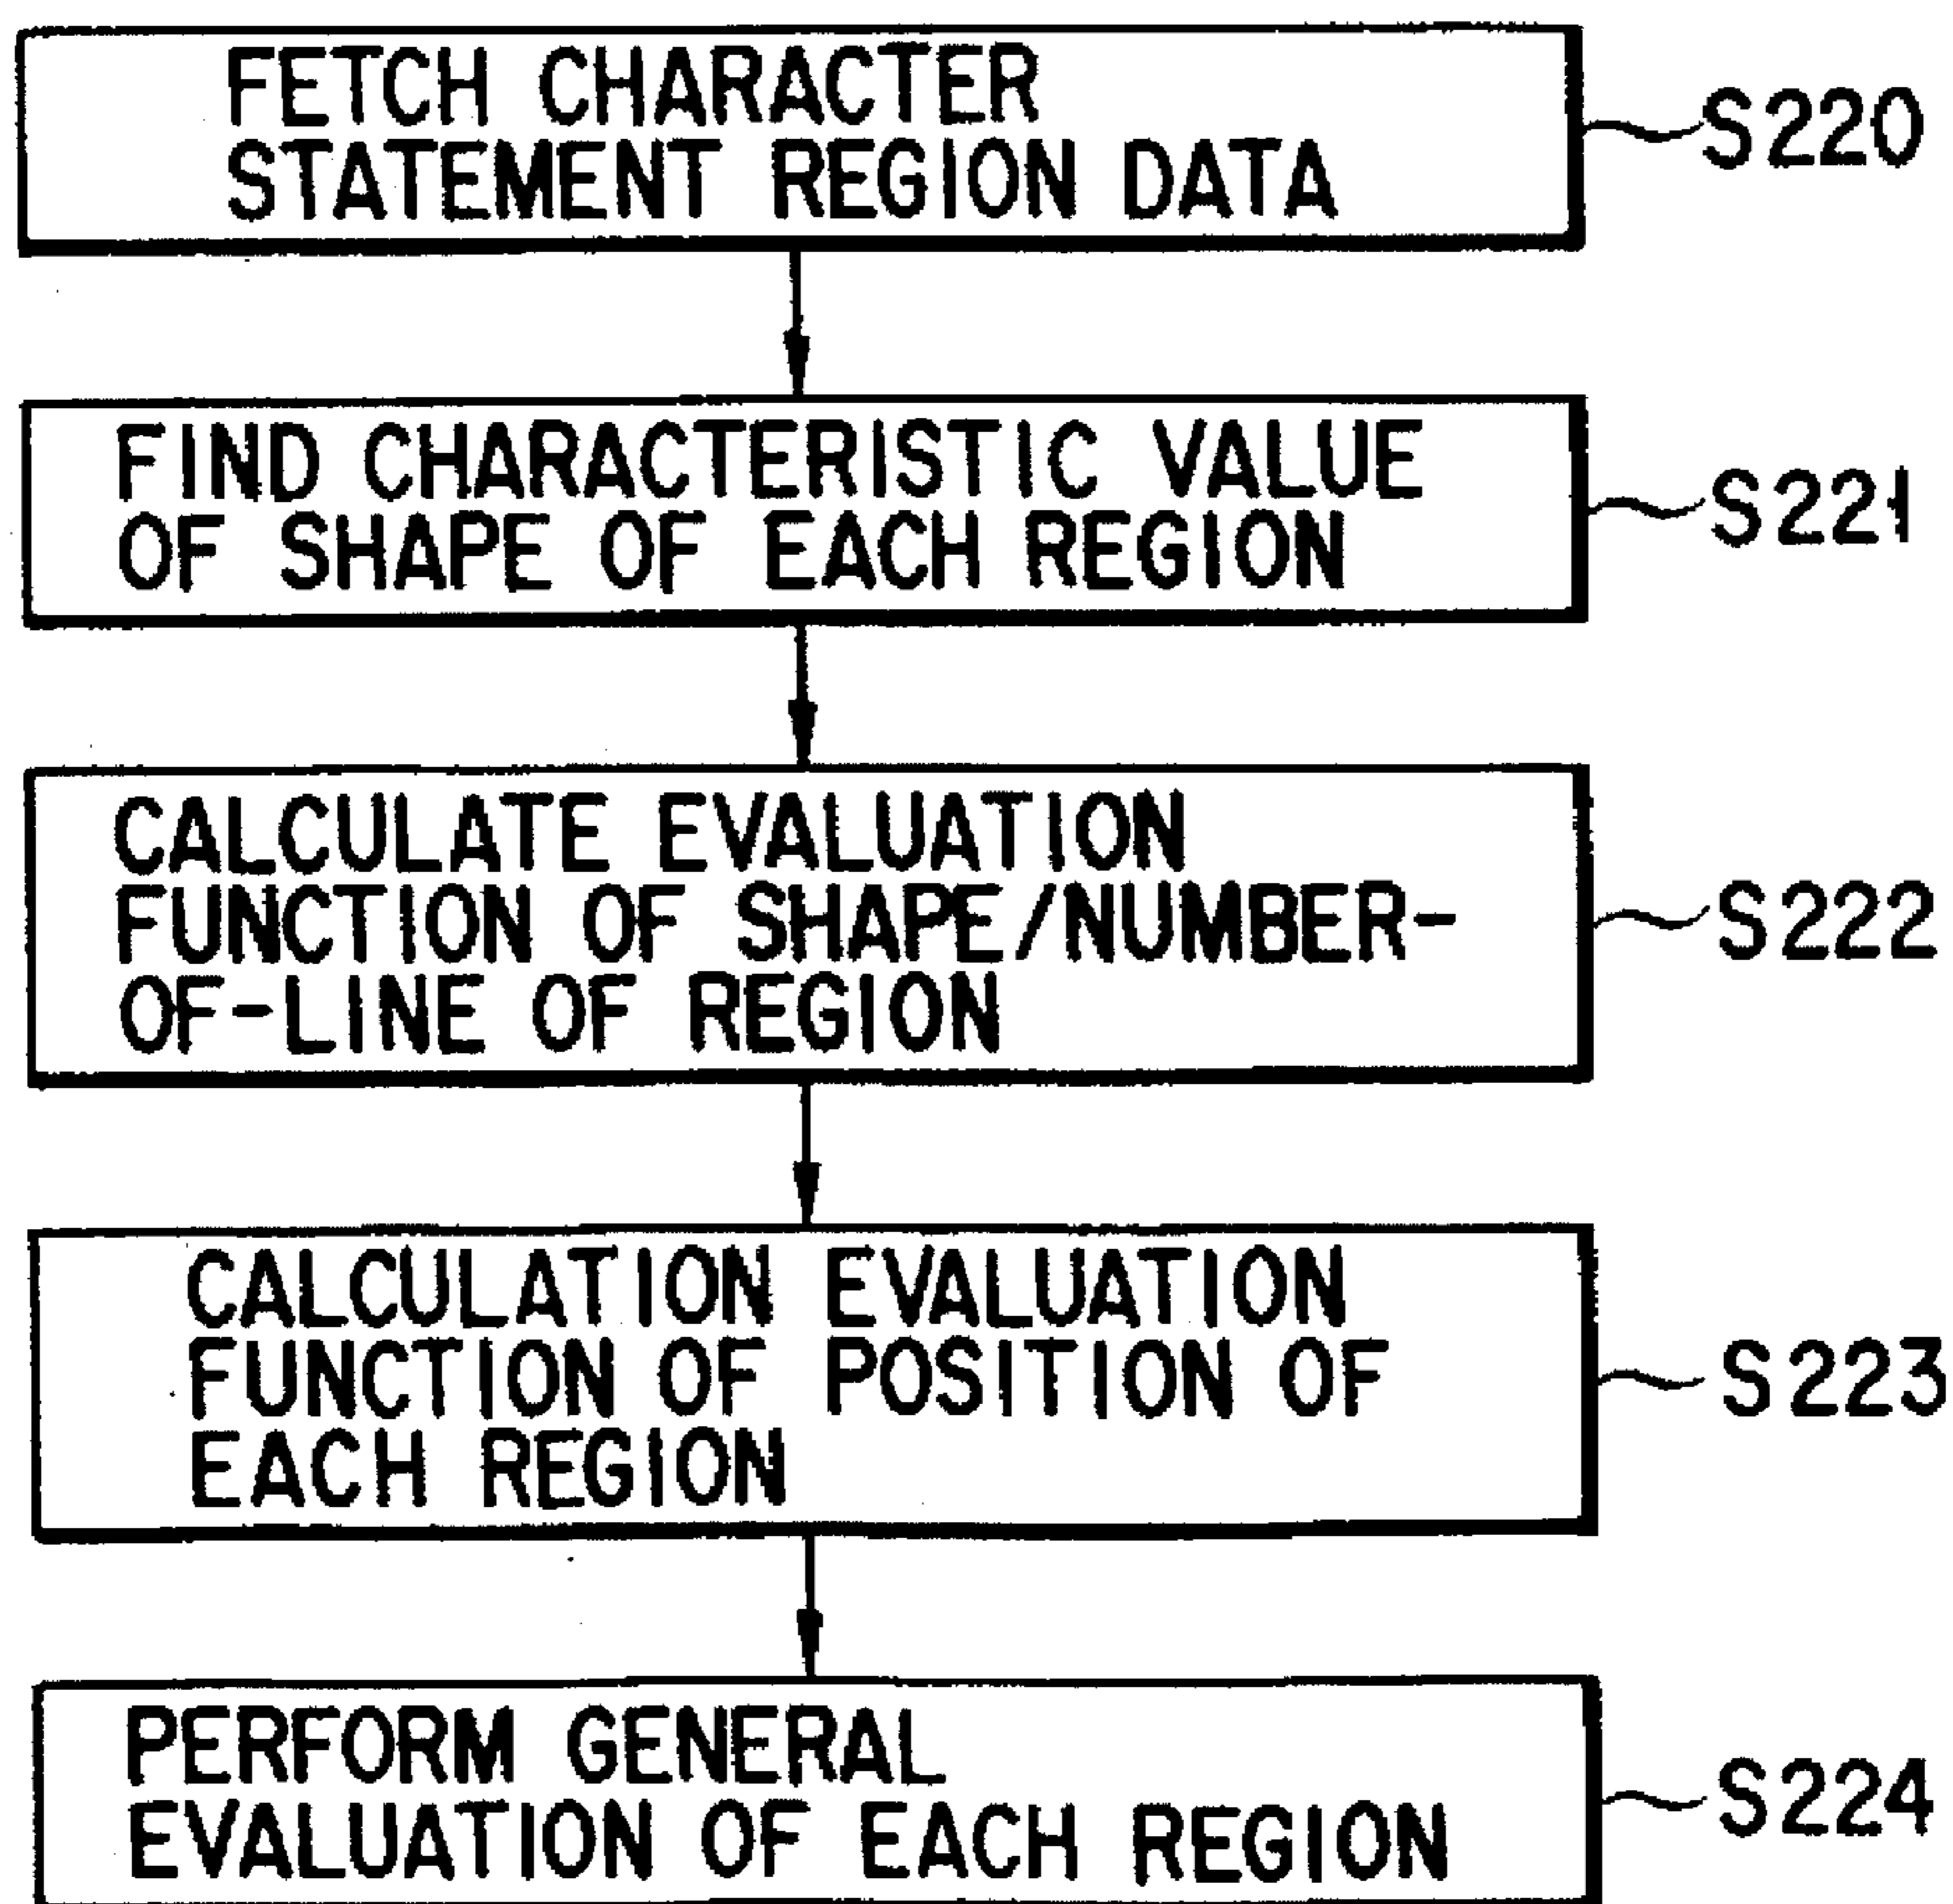 FETCH CHARACTER
STATEMENT REGION DATA
S220
FIND CHARACTERISTIC VALUE
OF SHAPE OF EACH REGION
S221
CALCULATE EVALUATION
FUNCTION OF SHAPE/NUMBER-
OF-LINE OF REGION
S222
CALCULATION EVALUATION
FUNCTION OF POSITION OF
EACH REGION
S223
PERFORM GENERAL
EVALUATION OF EACH REGION
S224